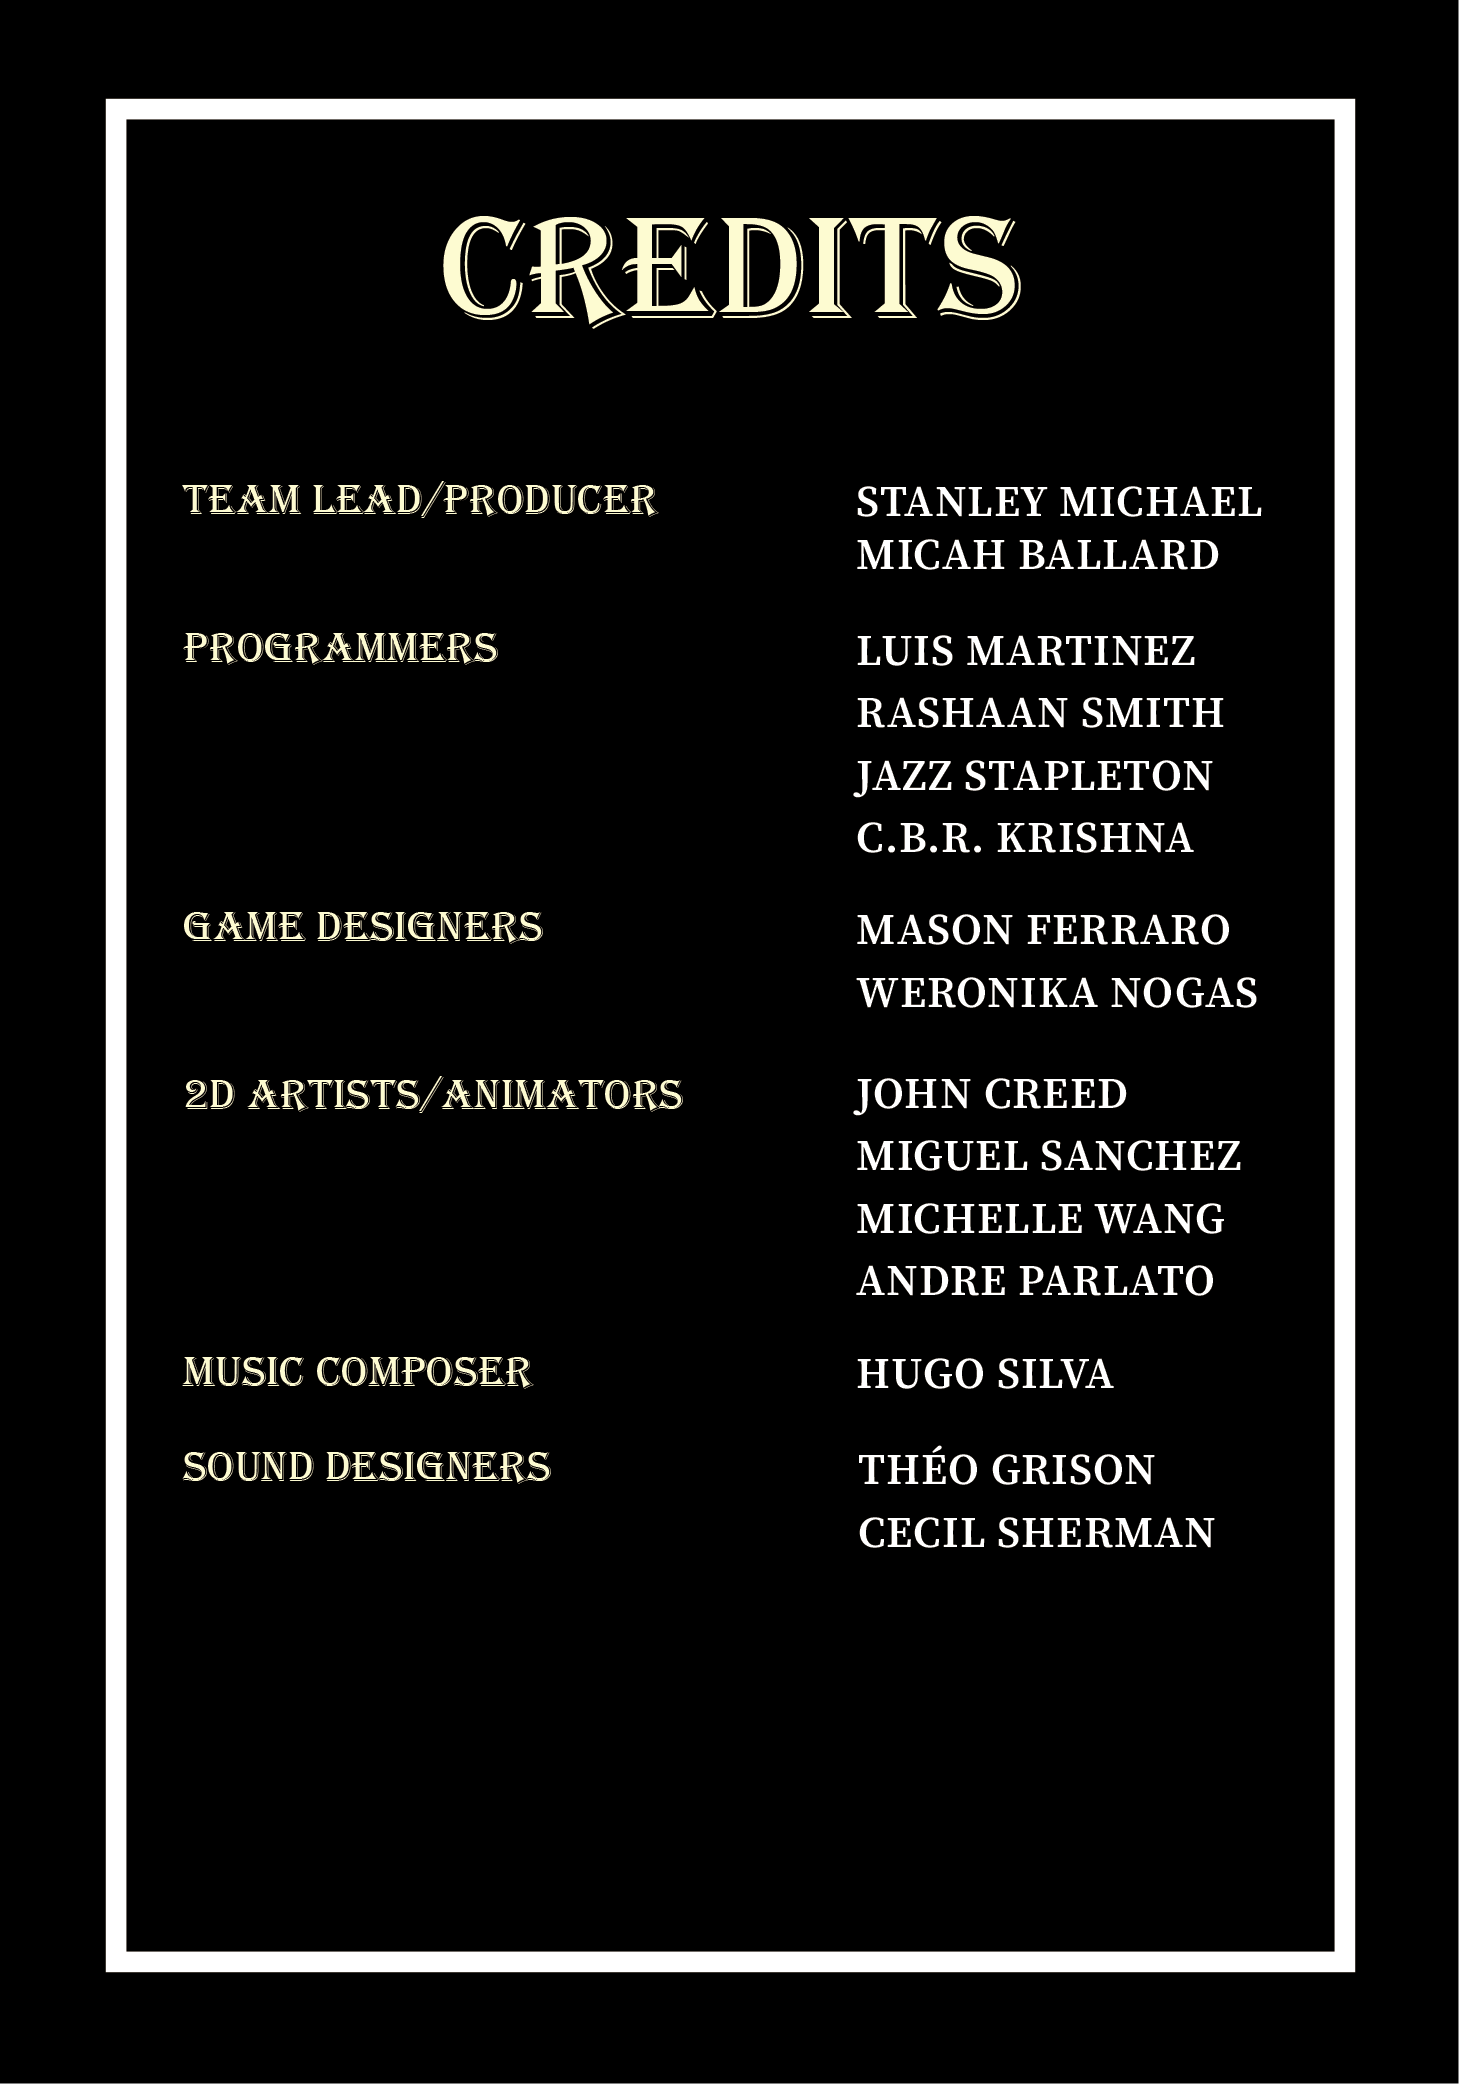 CREDITS
TEAM LEAD/PRODUCER STANLEY MICHAEL
MICAH BALLARD
PROGRAMMERS LUIS MARTINEZ
RASHAAN SMITH
JAZZ STAPLETON
C.B.R. KRISHNA
GAME DESIGNERS MASON FERRARO
WERONIKA NOGAS
2D ARTISTS/ANIMATORS JOHN CREED
MIGUEL SANCHEZ
MICHELLE WANG
ANDRE PARLATO
MUSIC COMPOSER HUGO SILVA
SOUND DESIGNERS THÉO GRISON
CECIL SHERMAN